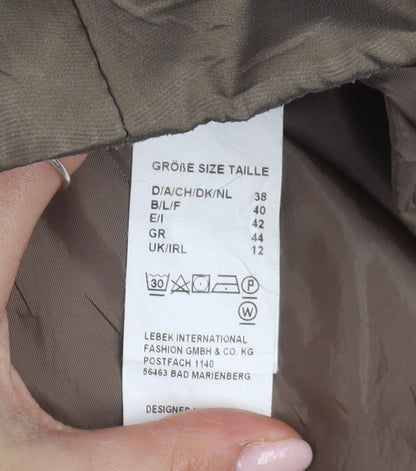 GRÖßE SIZE TAILLE
D/A/CH/DK/NL 38
B/L/F 40
E/I 42
GR 44
UK/IRL 12
30 P
W
LEBEK INTERNATIONAL
FASHION GMBH & CO. KG
POSTFACH 1140
56463 BAD MARIENBERG
DESIGNED